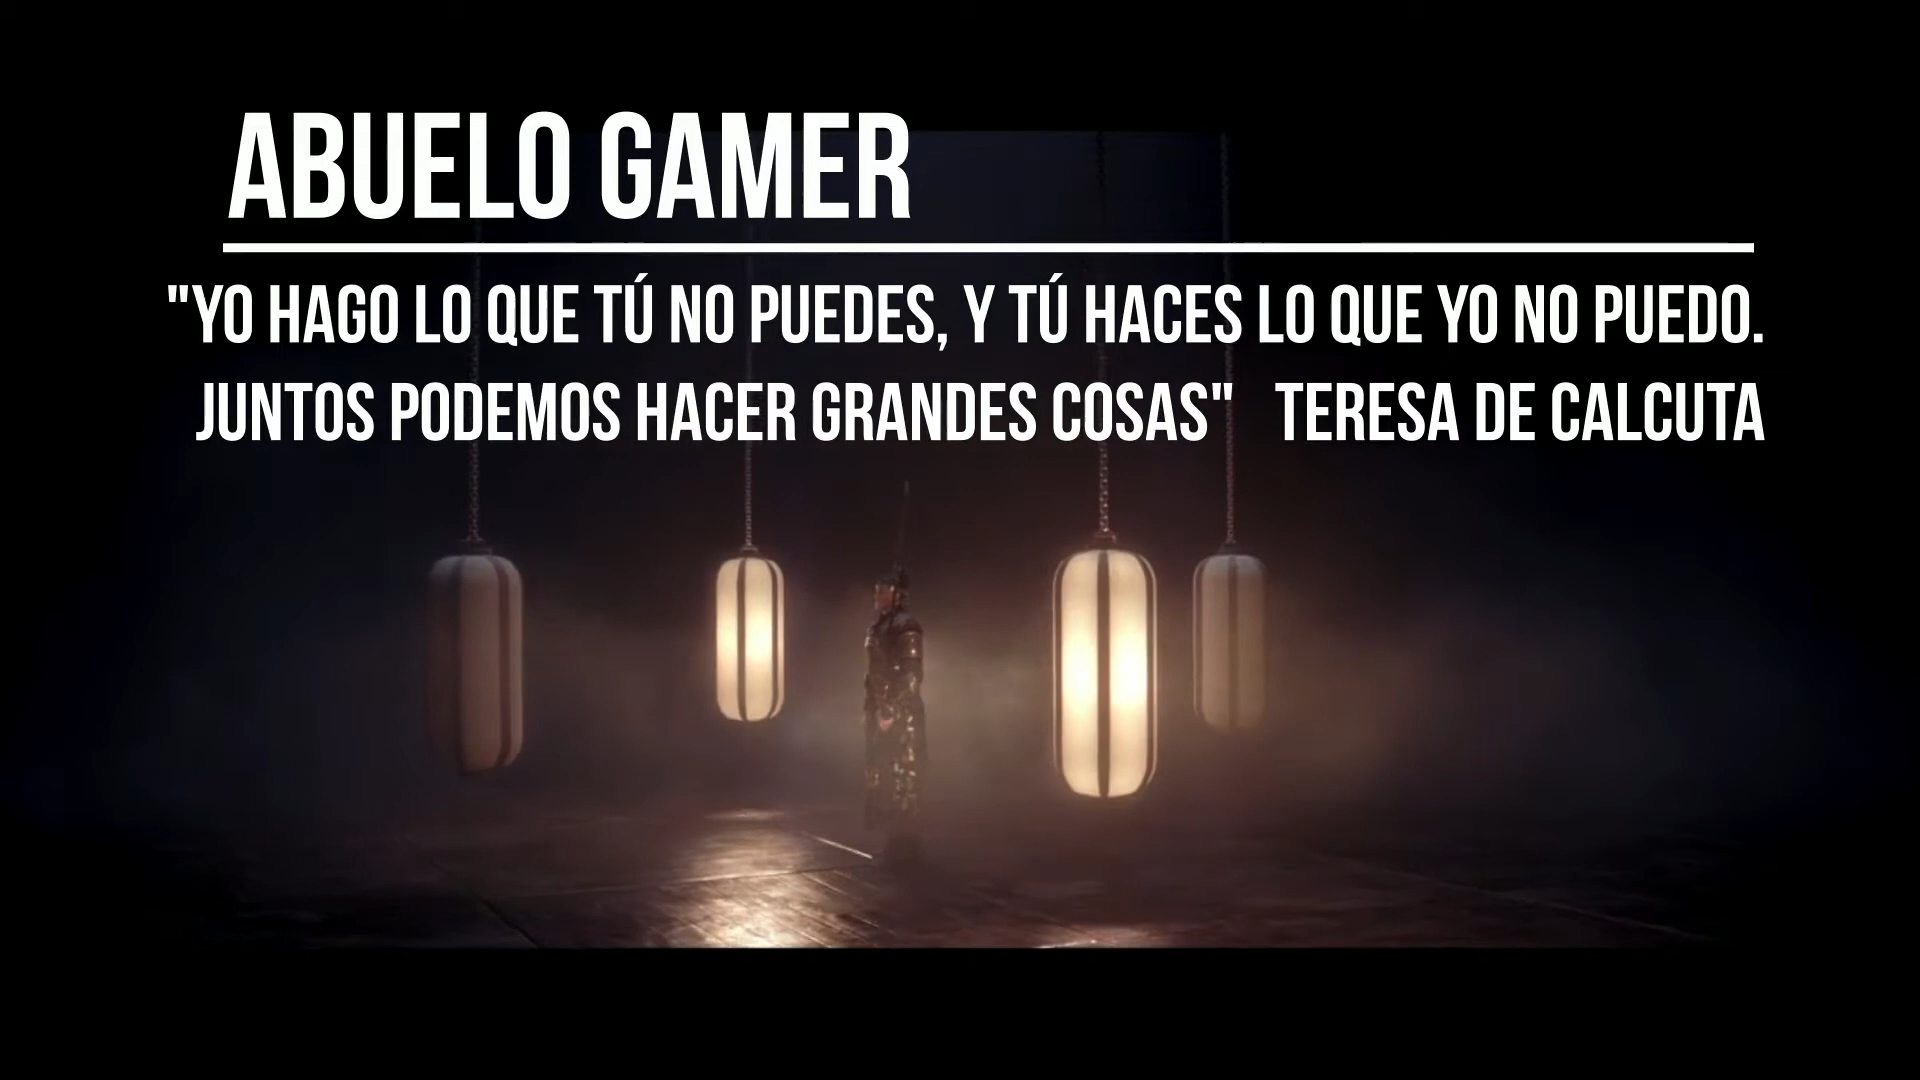 ABUELO GAMER
"YO HAGO LO QUE TÚ NO PUEDES, Y TÚ HACES LO QUE YO NO PUEDO.
JUNTOS PODEMOS HACER GRANDES COSAS" TERESA DE CALCUTA